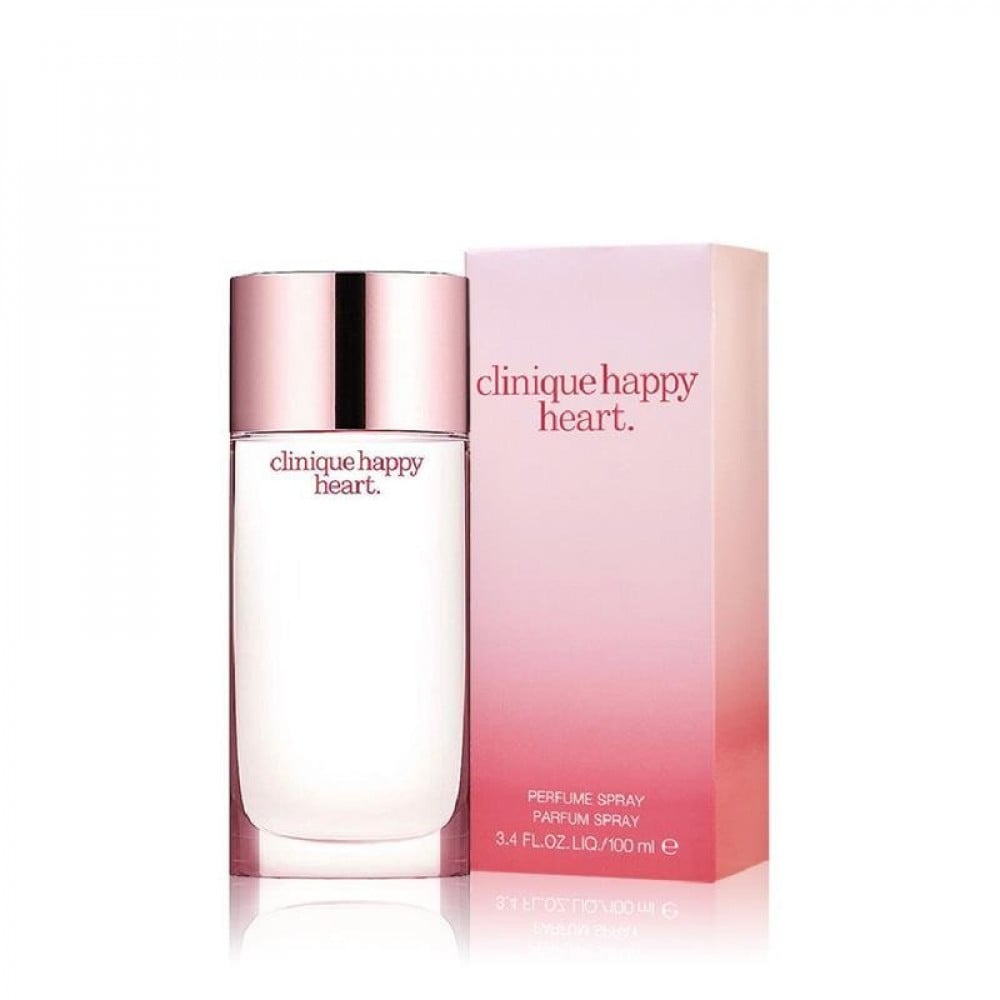 clinique happy
heart.
clinique happy
heart.
PERFUME SPRAY
PARFUM SPRAY
3.4 FL.OZ.LIQ./100 ml ℮